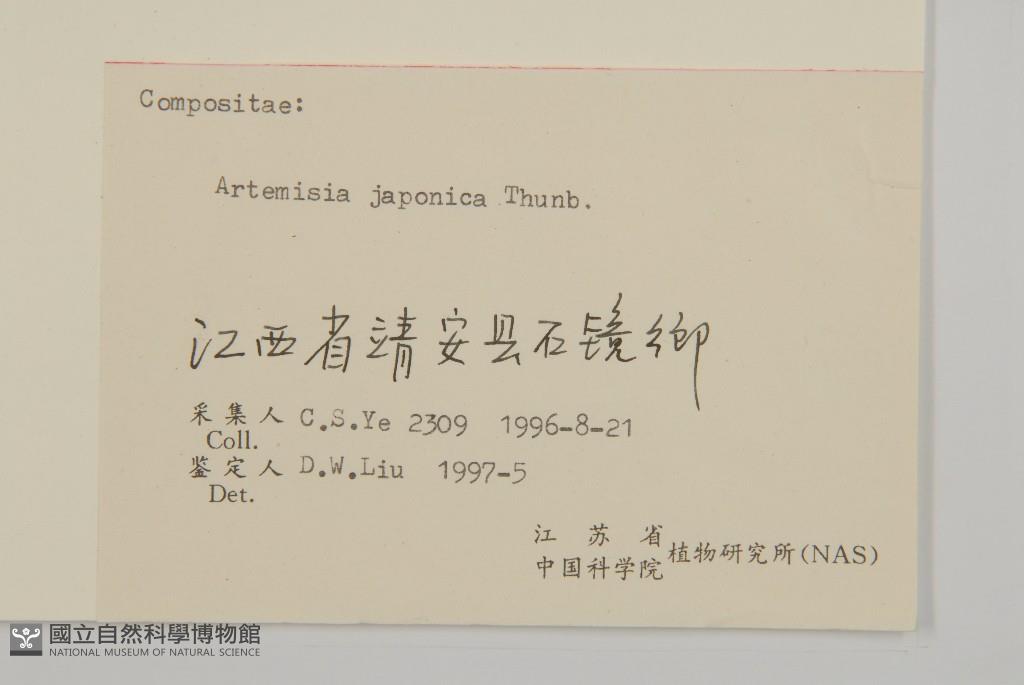 Compositae:
Artemisia japonica Thunb.
江西省靖安县石镜鄉
采集人 C.S.Ye 2309 1996-8-21
Coll.
鉴定人 D.W.Liu 1997-5
Det.
江苏省
中国科学院 植物研究所(NAS)
國立自然科學博物館
NATIONAL MUSEUM OF NATURAL SCIENCE